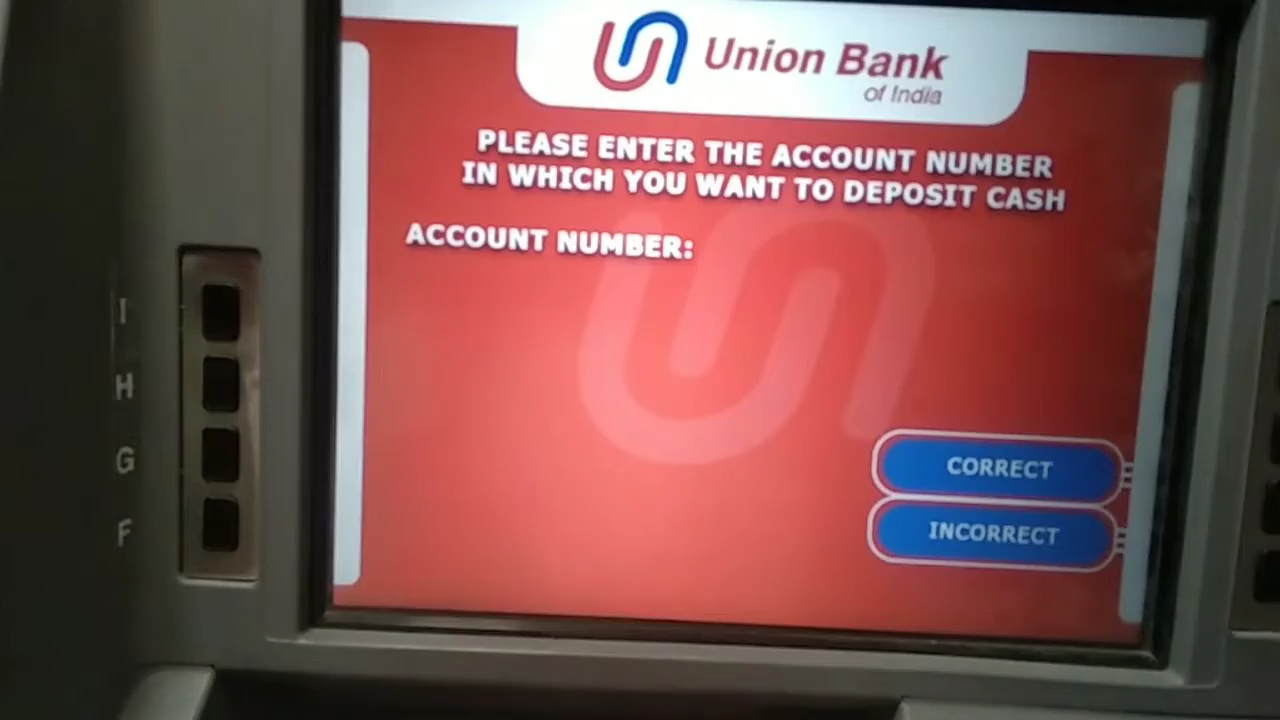 Union Bank
of India
PLEASE ENTER THE ACCOUNT NUMBER
IN WHICH YOU WANT TO DEPOSIT CASH
ACCOUNT NUMBER:
I
H
G
F
CORRECT
INCORRECT